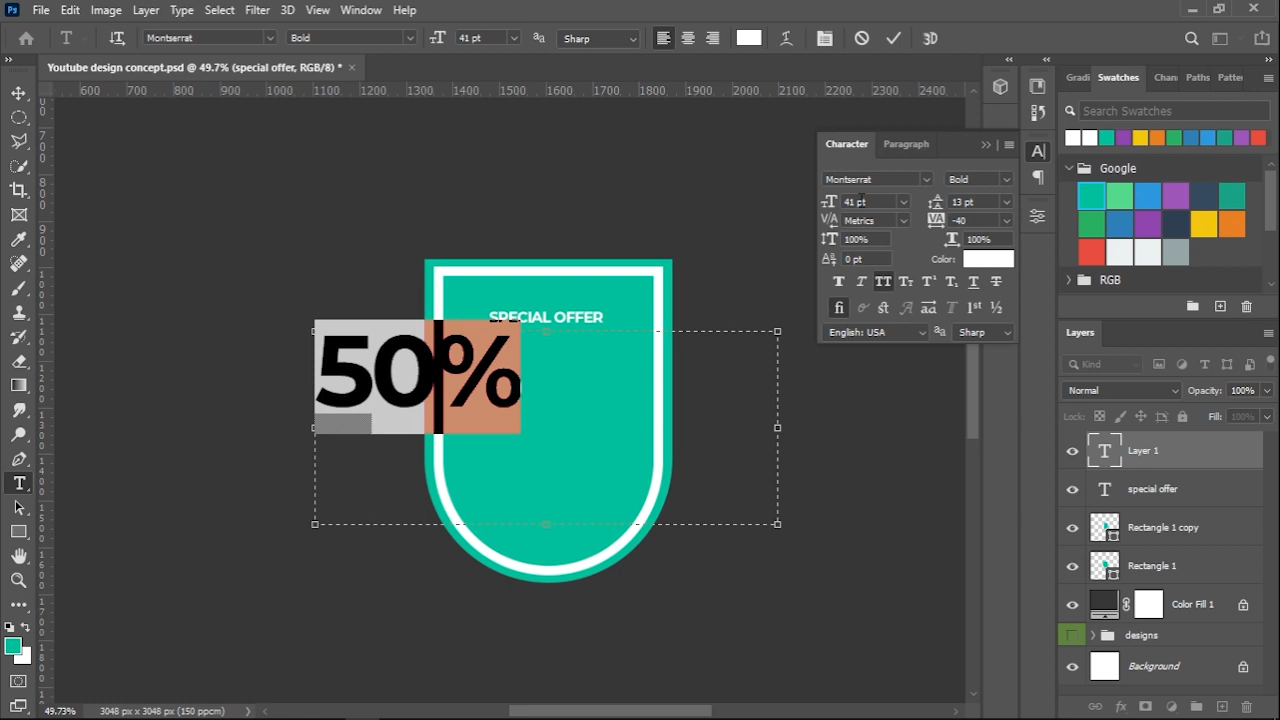 Ps File Edit Image Layer Type Select Filter 3D View Window Help
T Montserrat Bold 41 pt Sharp 3D
Youtube design concept.psd @ 49.7% (special offer, RGB/8) *
600 700 800 900 1000 1100 1200 1300 1400 1500 1600 1700 1800 1900 2000 2100 2200 2300 2400
SPECIAL OFFER
50%
Character Paragraph
Montserrat Bold
41 pt 13 pt
Metrics -40
100% 100%
0 pt Color:
English: USA Sharp
Gradi Swatches Chan Paths Patte
Search Swatches
Google
RGB
Layers
Kind
Normal Opacity: 100%
Lock: Fill: 100%
Layer 1
special offer
Rectangle 1 copy
Rectangle 1
Color Fill 1
designs
Background
49.73% 3048 px x 3048 px (150 ppcm)